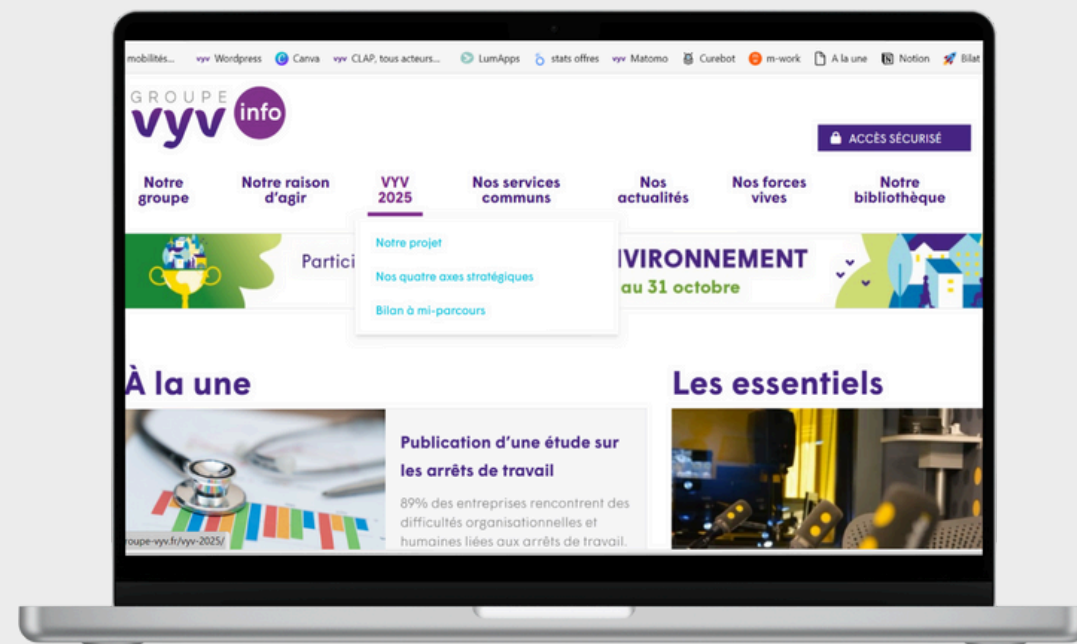 mobilités... vyv Wordpress Canva vyv CLAP, tous acteurs... LumApps stats offres vyv Matomo Curebot m-work A la une Notion Bilat
GROUPE
vyv info
ACCÈS SÉCURISÉ
Notre groupe
Notre raison d'agir
VYV 2025
Nos services communs
Nos actualités
Nos forces vives
Notre bibliothèque
Notre projet
Nos quatre axes stratégiques
Bilan à mi-parcours
Partici
VIRONNEMENT
au 31 octobre
À la une
Les essentiels
Publication d'une étude sur
les arrêts de travail
89% des entreprises rencontrent des
difficultés organisationnelles et
humaines liées aux arrêts de travail.
roupe-vyv.fr/vyv-2025/